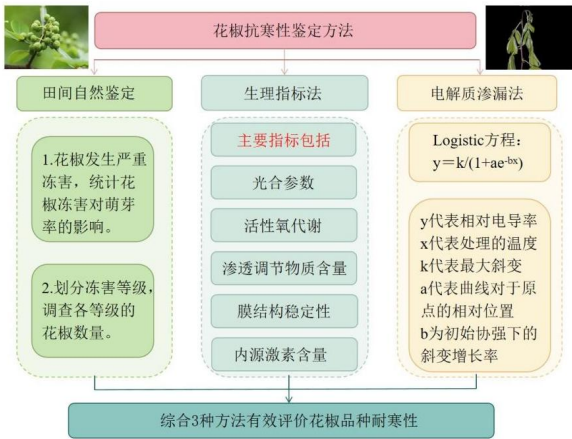 花椒抗寒性鉴定方法
田间自然鉴定
1.花椒发生严重
冻害，统计花
椒冻害对萌芽
率的影响。
2.划分冻害等级，
调查各等级的
花椒数量。
生理指标法
主要指标包括
光合参数
活性氧代谢
渗透调节物质含量
膜结构稳定性
内源激素含量
电解质渗漏法
Logistic方程：
y＝k/(1+ae-bx)
y代表相对电导率
x代表处理的温度
k代表最大斜变
a代表曲线对于原
点的相对位置
b为初始协强下的
斜变增长率
综合3种方法有效评价花椒品种耐寒性